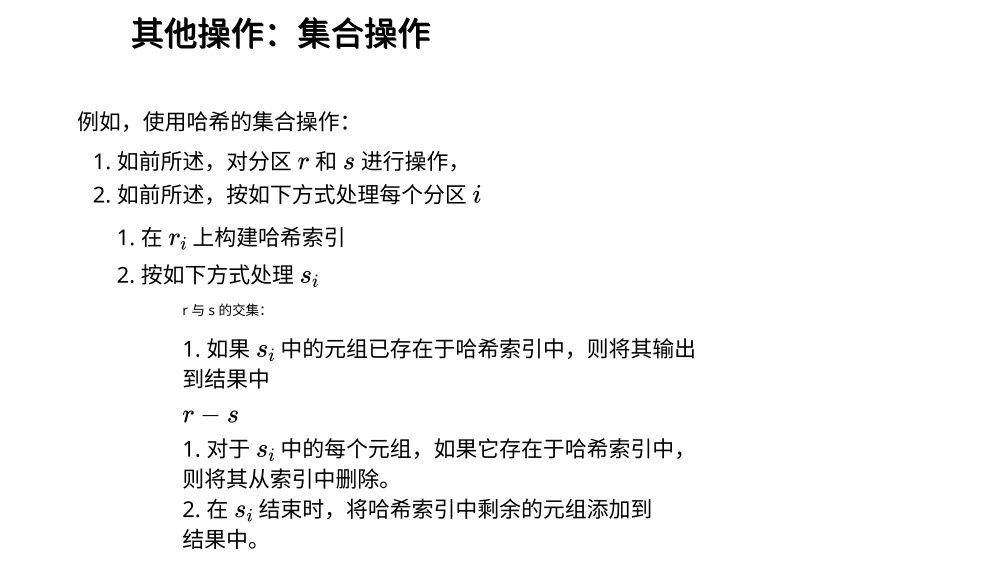 其他操作：集合操作
例如，使用哈希的集合操作：
1. 如前所述，对分区 r 和 s 进行操作，
2. 如前所述，按如下方式处理每个分区 i
1. 在 rᵢ 上构建哈希索引
2. 按如下方式处理 sᵢ
r 与 s 的交集：
1. 如果 sᵢ 中的元组已存在于哈希索引中，则将其输出
到结果中
r − s
1. 对于 sᵢ 中的每个元组，如果它存在于哈希索引中，
则将其从索引中删除。
2. 在 sᵢ 结束时，将哈希索引中剩余的元组添加到
结果中。